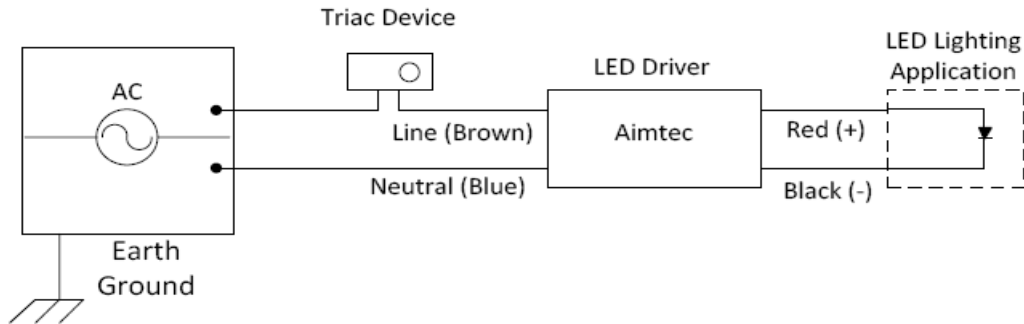 Triac Device
LED Lighting
Application
LED Driver
AC
Line (Brown)
Aimtec
Red (+)
Neutral (Blue)
Black (-)
Earth
Ground